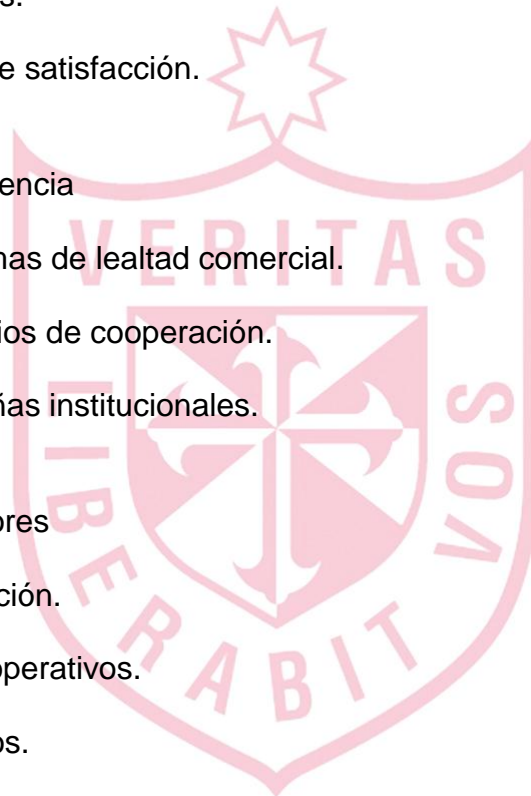 s.
e satisfacción.
encia
nas de lealtad comercial.
ios de cooperación.
ñas institucionales.
ores
ción.
operativos.
os.
VERITAS
LIBERABIT
VOS